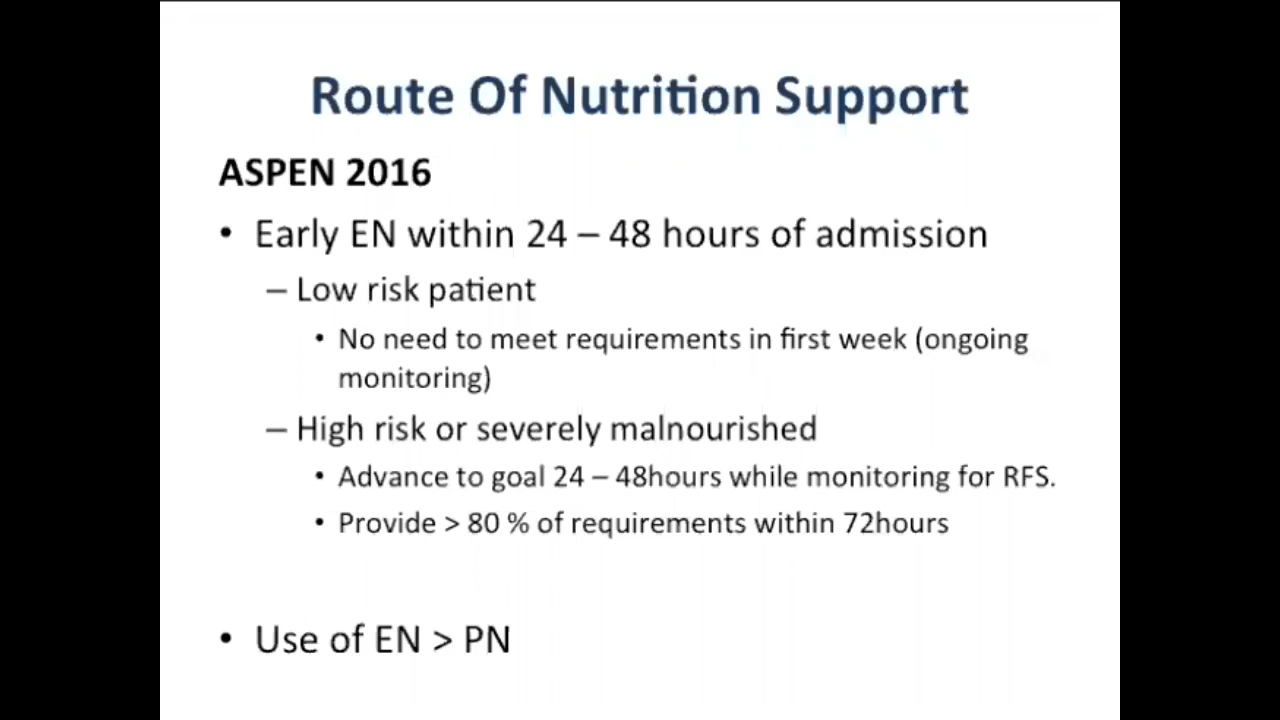 Route Of Nutrition Support
ASPEN 2016
• Early EN within 24 – 48 hours of admission
– Low risk patient
• No need to meet requirements in first week (ongoing
monitoring)
– High risk or severely malnourished
• Advance to goal 24 – 48hours while monitoring for RFS.
• Provide > 80 % of requirements within 72hours
• Use of EN > PN